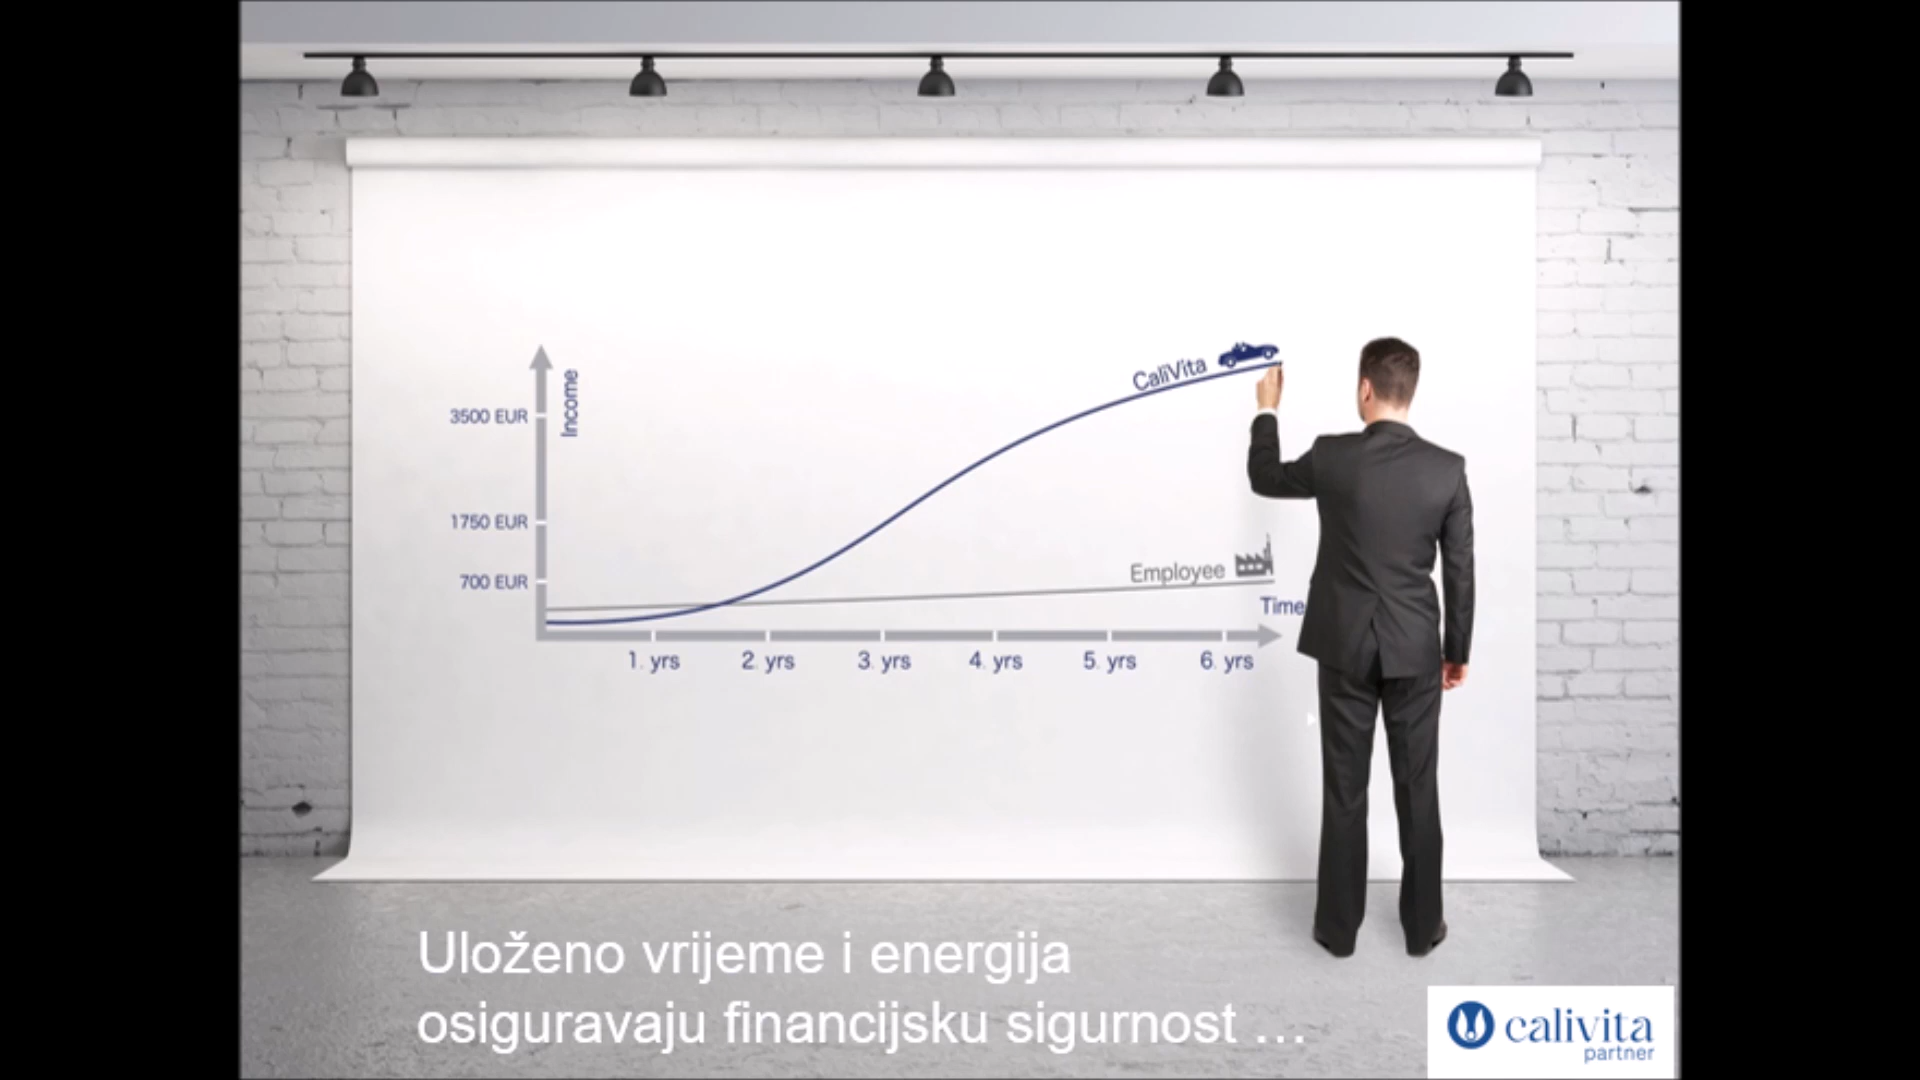 CaliVita
3500 EUR
Income
1750 EUR
700 EUR
Employee
Time
1. yrs
2. yrs
3. yrs
4. yrs
5. yrs
6. yrs
Uloženo vrijeme i energija
osiguravaju financijsku sigurnost ...
calivita
partner